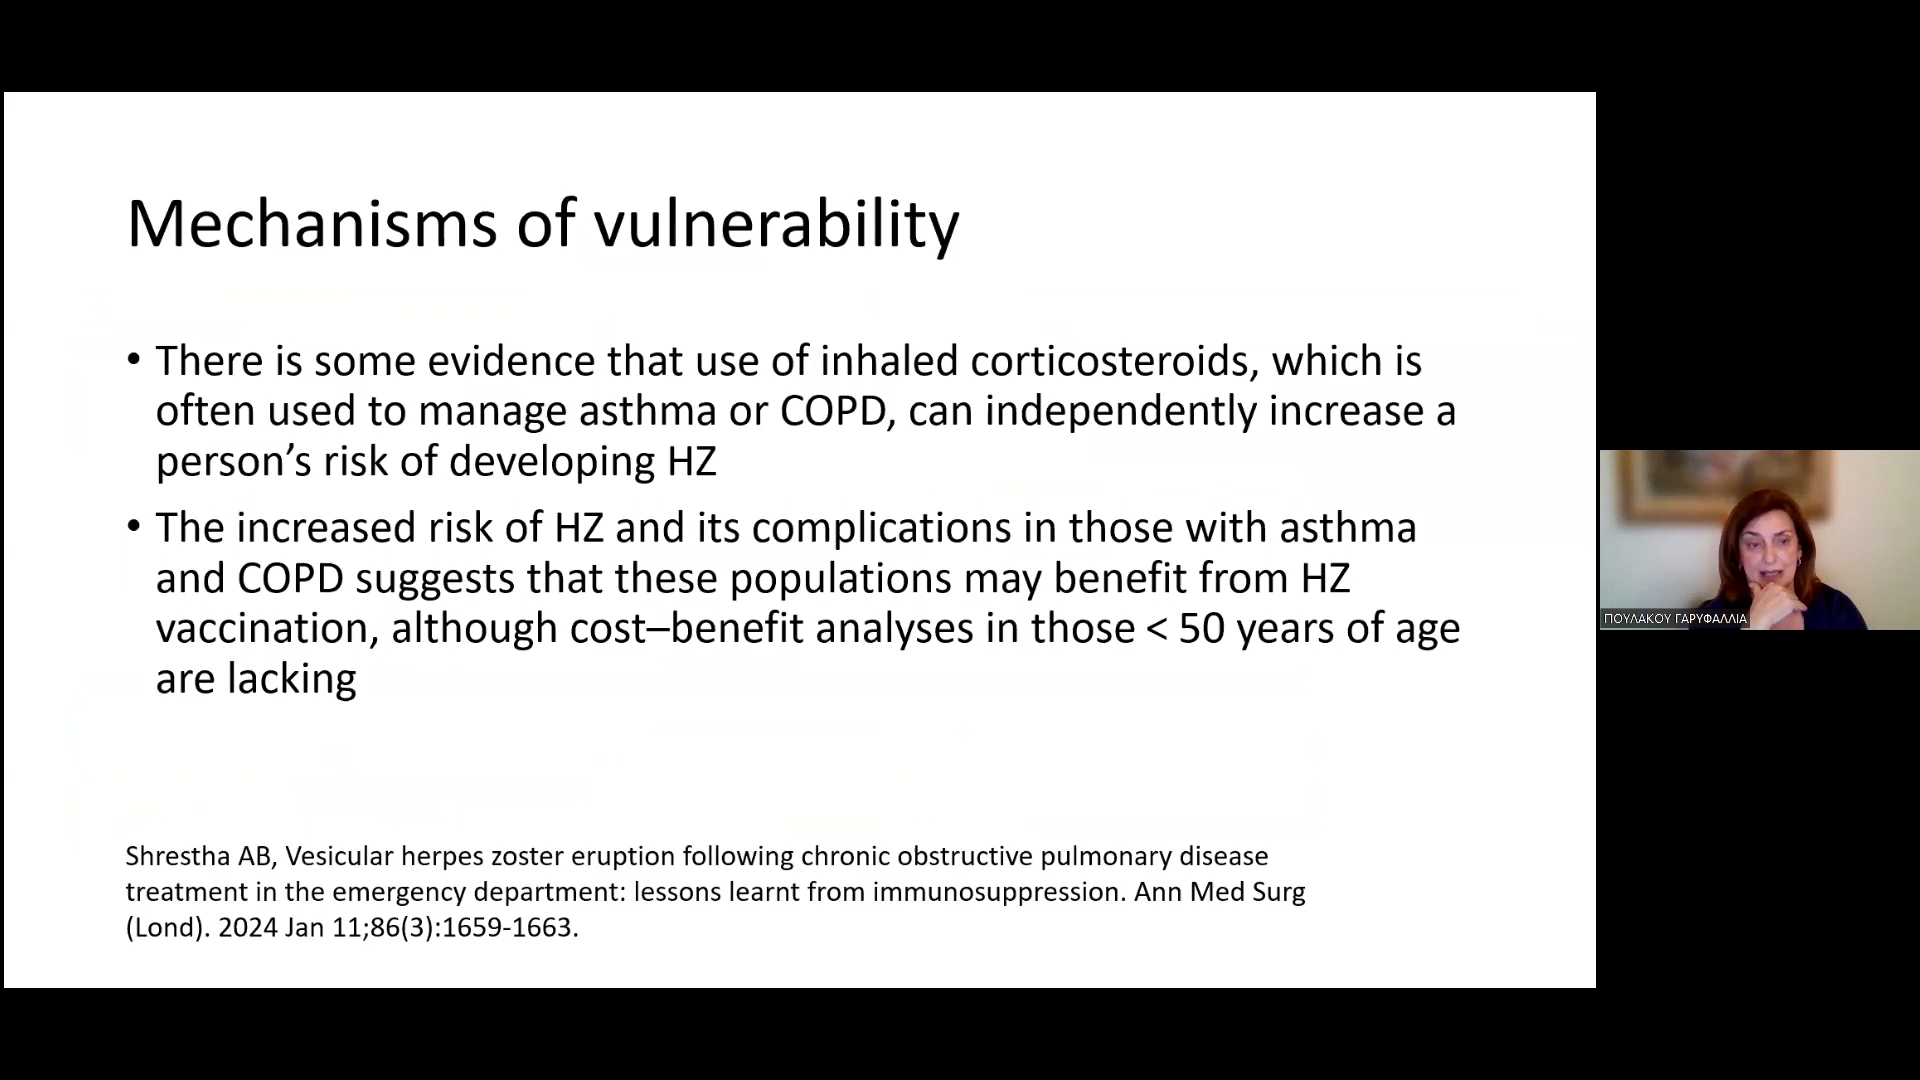 Mechanisms of vulnerability
• There is some evidence that use of inhaled corticosteroids, which is
often used to manage asthma or COPD, can independently increase a
person’s risk of developing HZ
• The increased risk of HZ and its complications in those with asthma
and COPD suggests that these populations may benefit from HZ
vaccination, although cost–benefit analyses in those < 50 years of age
are lacking
Shrestha AB, Vesicular herpes zoster eruption following chronic obstructive pulmonary disease
treatment in the emergency department: lessons learnt from immunosuppression. Ann Med Surg
(Lond). 2024 Jan 11;86(3):1659-1663.
ΠΟΥΛΑΚΟΥ ΓΑΡΥΦΑΛΛΙΑ